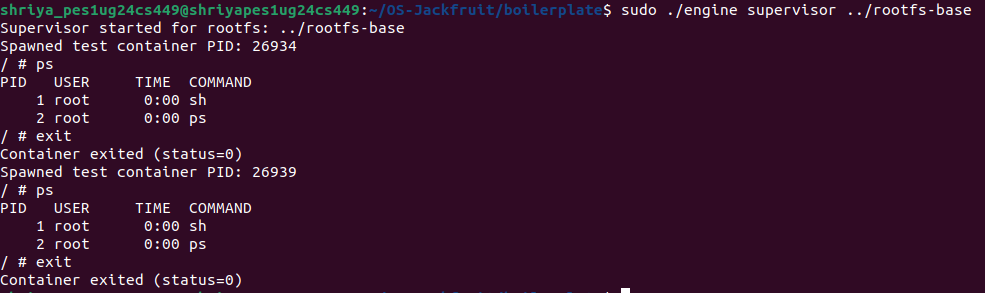 shriya_pes1ug24cs449@shriyapes1ug24cs449:~/OS-Jackfruit/boilerplate$ sudo ./engine supervisor ../rootfs-base
Supervisor started for rootfs: ../rootfs-base
Spawned test container PID: 26934
/ # ps
PID   USER     TIME  COMMAND
    1 root      0:00 sh
    2 root      0:00 ps
/ # exit
Container exited (status=0)
Spawned test container PID: 26939
/ # ps
PID   USER     TIME  COMMAND
    1 root      0:00 sh
    2 root      0:00 ps
/ # exit
Container exited (status=0)